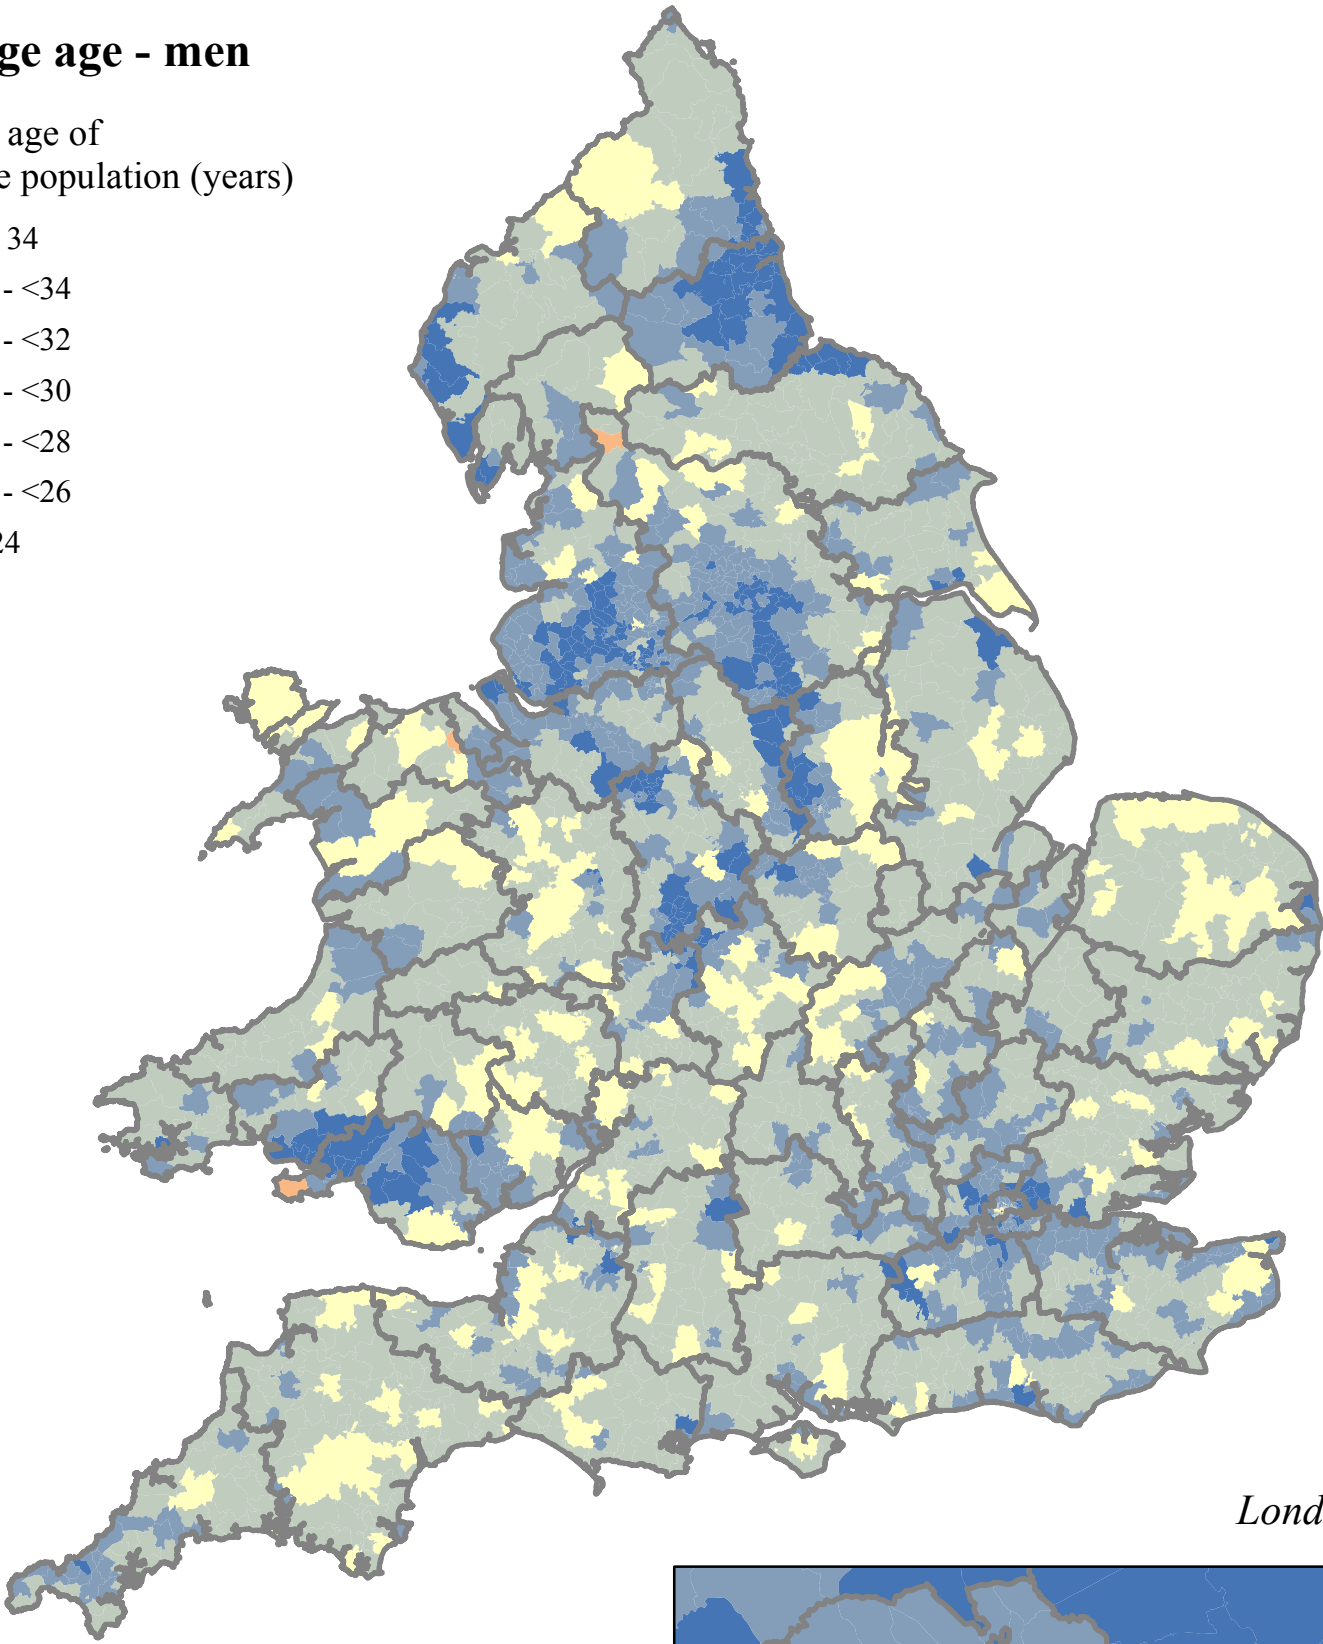 ge age - men
age of
e population (years)
34
- <34
- <32
- <30
- <28
- <26
24
Lond